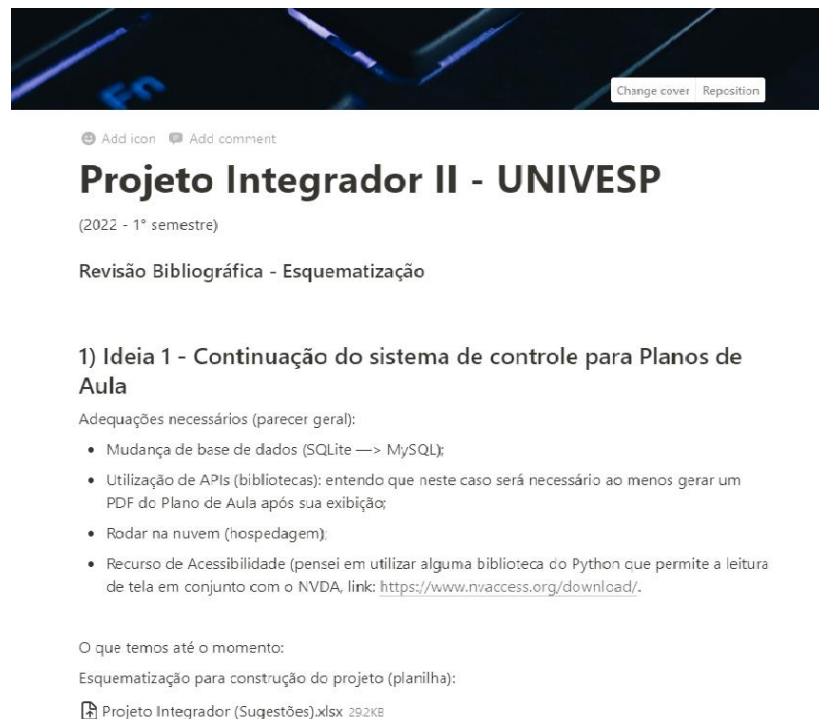 Fn
Change cover Reposition
Add icon Add comment
Projeto Integrador II - UNIVESP
(2022 - 1° semestre)
Revisão Bibliográfica - Esquematização
1) Ideia 1 - Continuação do sistema de controle para Planos de
Aula
Adequações necessários (parecer geral):
• Mudança de base de dados (SQLite —> MySQL);
• Utilização de APIs (bibliotecas): entendo que neste caso será necessário ao menos gerar um
PDF do Plano de Aula após sua exibição;
• Rodar na nuvem (hospedagem);
• Recurso de Acessibilidade (pensei em utilizar alguma biblioteca do Python que permite a leitura
de tela em conjunto com o NVDA, link: https://www.nvaccess.org/download/.
O que temos até o momento:
Esquematização para construção do projeto (planilha):
Projeto Integrador (Sugestões).xlsx 292KB